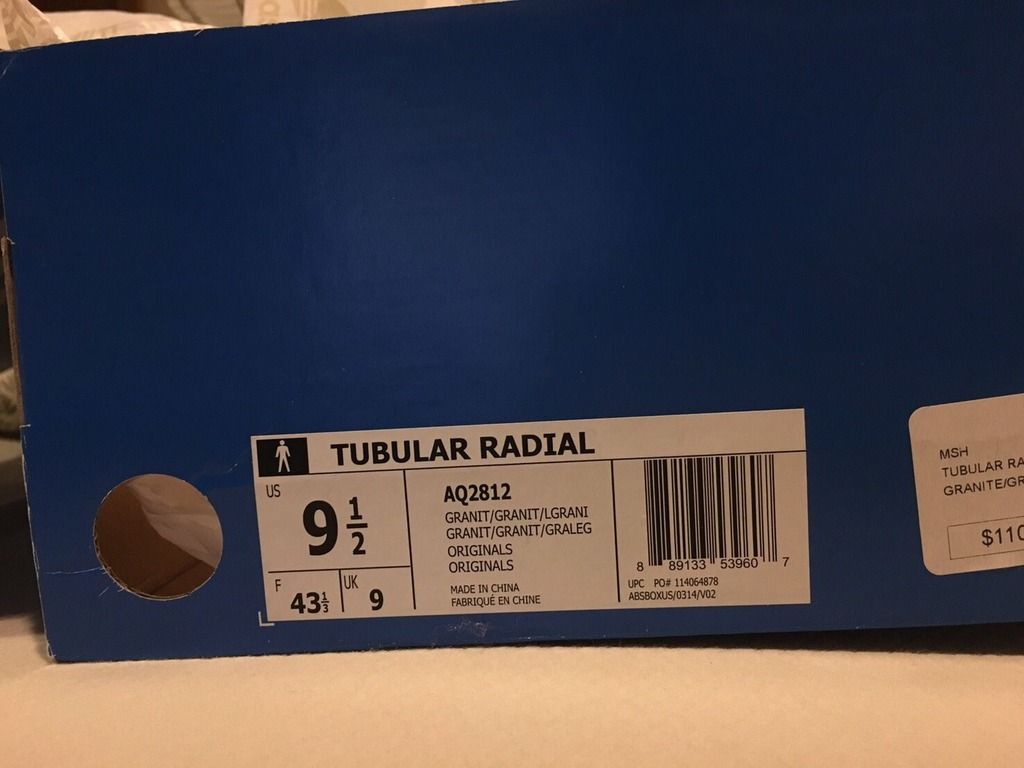 TUBULAR RADIAL
US
9 1/2
F
43 1/3
UK
9
AQ2812
GRANIT/GRANIT/LGRANI
GRANIT/GRANIT/GRALEG
ORIGINALS
ORIGINALS
MADE IN CHINA
FABRIQUÉ EN CHINE
8 89133 53960 7
UPC PO# 114064878
ABSBOXUS/0314/V02
MSH
TUBULAR RA
GRANITE/GR
$110